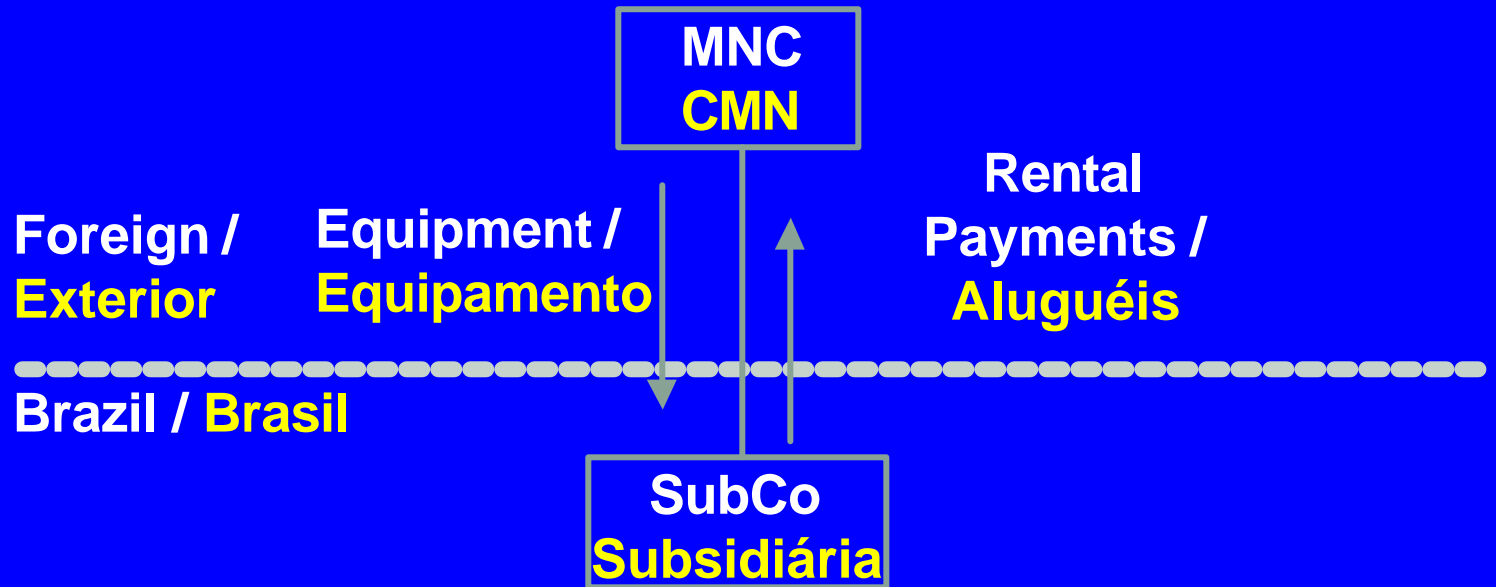 MNC
CMN
Rental
Payments /
Aluguéis
Foreign /
Exterior
Equipment /
Equipamento
Brazil / Brasil
SubCo
Subsidiária